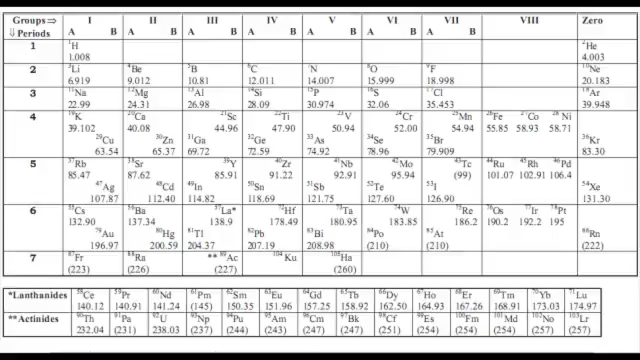 Groups⇒ I II III IV V VI VII VIII Zero
⇓Periods A B A B A B A B A B A B A B
1 ¹H ²He
1.008 4.003
2 ³Li ⁴Be ⁵B ⁶C ⁷N ⁸O ⁹F ¹⁰Ne
6.919 9.012 10.81 12.011 14.007 15.999 18.998 20.183
3 ¹¹Na ¹²Mg ¹³Al ¹⁴Si ¹⁵P ¹⁶S ¹⁷Cl ¹⁸Ar
22.99 24.31 26.98 28.09 30.974 32.06 35.453 39.948
4 ¹⁹K ²⁰Ca ²¹Sc ²²Ti ²³V ²⁴Cr ²⁵Mn ²⁶Fe ²⁷Co ²⁸Ni
39.102 40.08 44.96 47.90 50.94 52.00 54.94 55.85 58.93 58.71
²⁹Cu ³⁰Zn ³¹Ga ³²Ge ³³As ³⁴Se ³⁵Br ³⁶Kr
63.54 65.37 69.72 72.59 74.92 78.96 79.909 83.30
5 ³⁷Rb ³⁸Sr ³⁹Y ⁴⁰Zr ⁴¹Nb ⁴²Mo ⁴³Tc ⁴⁴Ru ⁴⁵Rh ⁴⁶Pd
85.47 87.62 85.91 91.22 92.91 95.94 (99) 101.07 102.91 106.4
⁴⁷Ag ⁴⁸Cd ⁴⁹In ⁵⁰Sn ⁵¹Sb ⁵²Te ⁵³I ⁵⁴Xe
107.87 112.40 114.82 118.69 121.75 127.60 126.90 131.30
6 ⁵⁵Cs ⁵⁶Ba ⁵⁷La* ⁷²Hf ⁷³Ta ⁷⁴W ⁷⁵Re ⁷⁶Os ⁷⁷Ir ⁷⁸Pt
132.90 137.34 138.9 178.49 180.95 183.85 186.2 190.2 192.2 195
⁷⁹Au ⁸⁰Hg ⁸¹Tl ⁸²Pb ⁸³Bi ⁸⁴Po ⁸⁵At ⁸⁶Rn
196.97 200.59 204.37 207.19 208.98 (210) (210) (222)
7 ⁸⁷Fr ⁸⁸Ra **⁸⁹Ac ¹⁰⁴Ku ¹⁰⁵Ha
(223) (226) (227) (260)
*Lanthanides ⁵⁸Ce ⁵⁹Pr ⁶⁰Nd ⁶¹Pm ⁶²Sm ⁶³Eu ⁶⁴Gd ⁶⁵Tb ⁶⁶Dy ⁶⁷Ho ⁶⁸Er ⁶⁹Tm ⁷⁰Yb ⁷¹Lu
140.12 140.91 141.24 (145) 150.35 151.96 157.25 158.92 162.50 164.93 167.26 168.91 173.03 174.97
**Actinides ⁹⁰Th ⁹¹Pa ⁹²U ⁹³Np ⁹⁴Pu ⁹⁵Am ⁹⁶Cm ⁹⁷Bk ⁹⁸Cf ⁹⁹Es ¹⁰⁰Fm ¹⁰¹Md ¹⁰²No ¹⁰³Lr
232.04 (231) 238.03 (237) (244) (243) (247) (247) (251) (254) (254) (254) (257) (257)